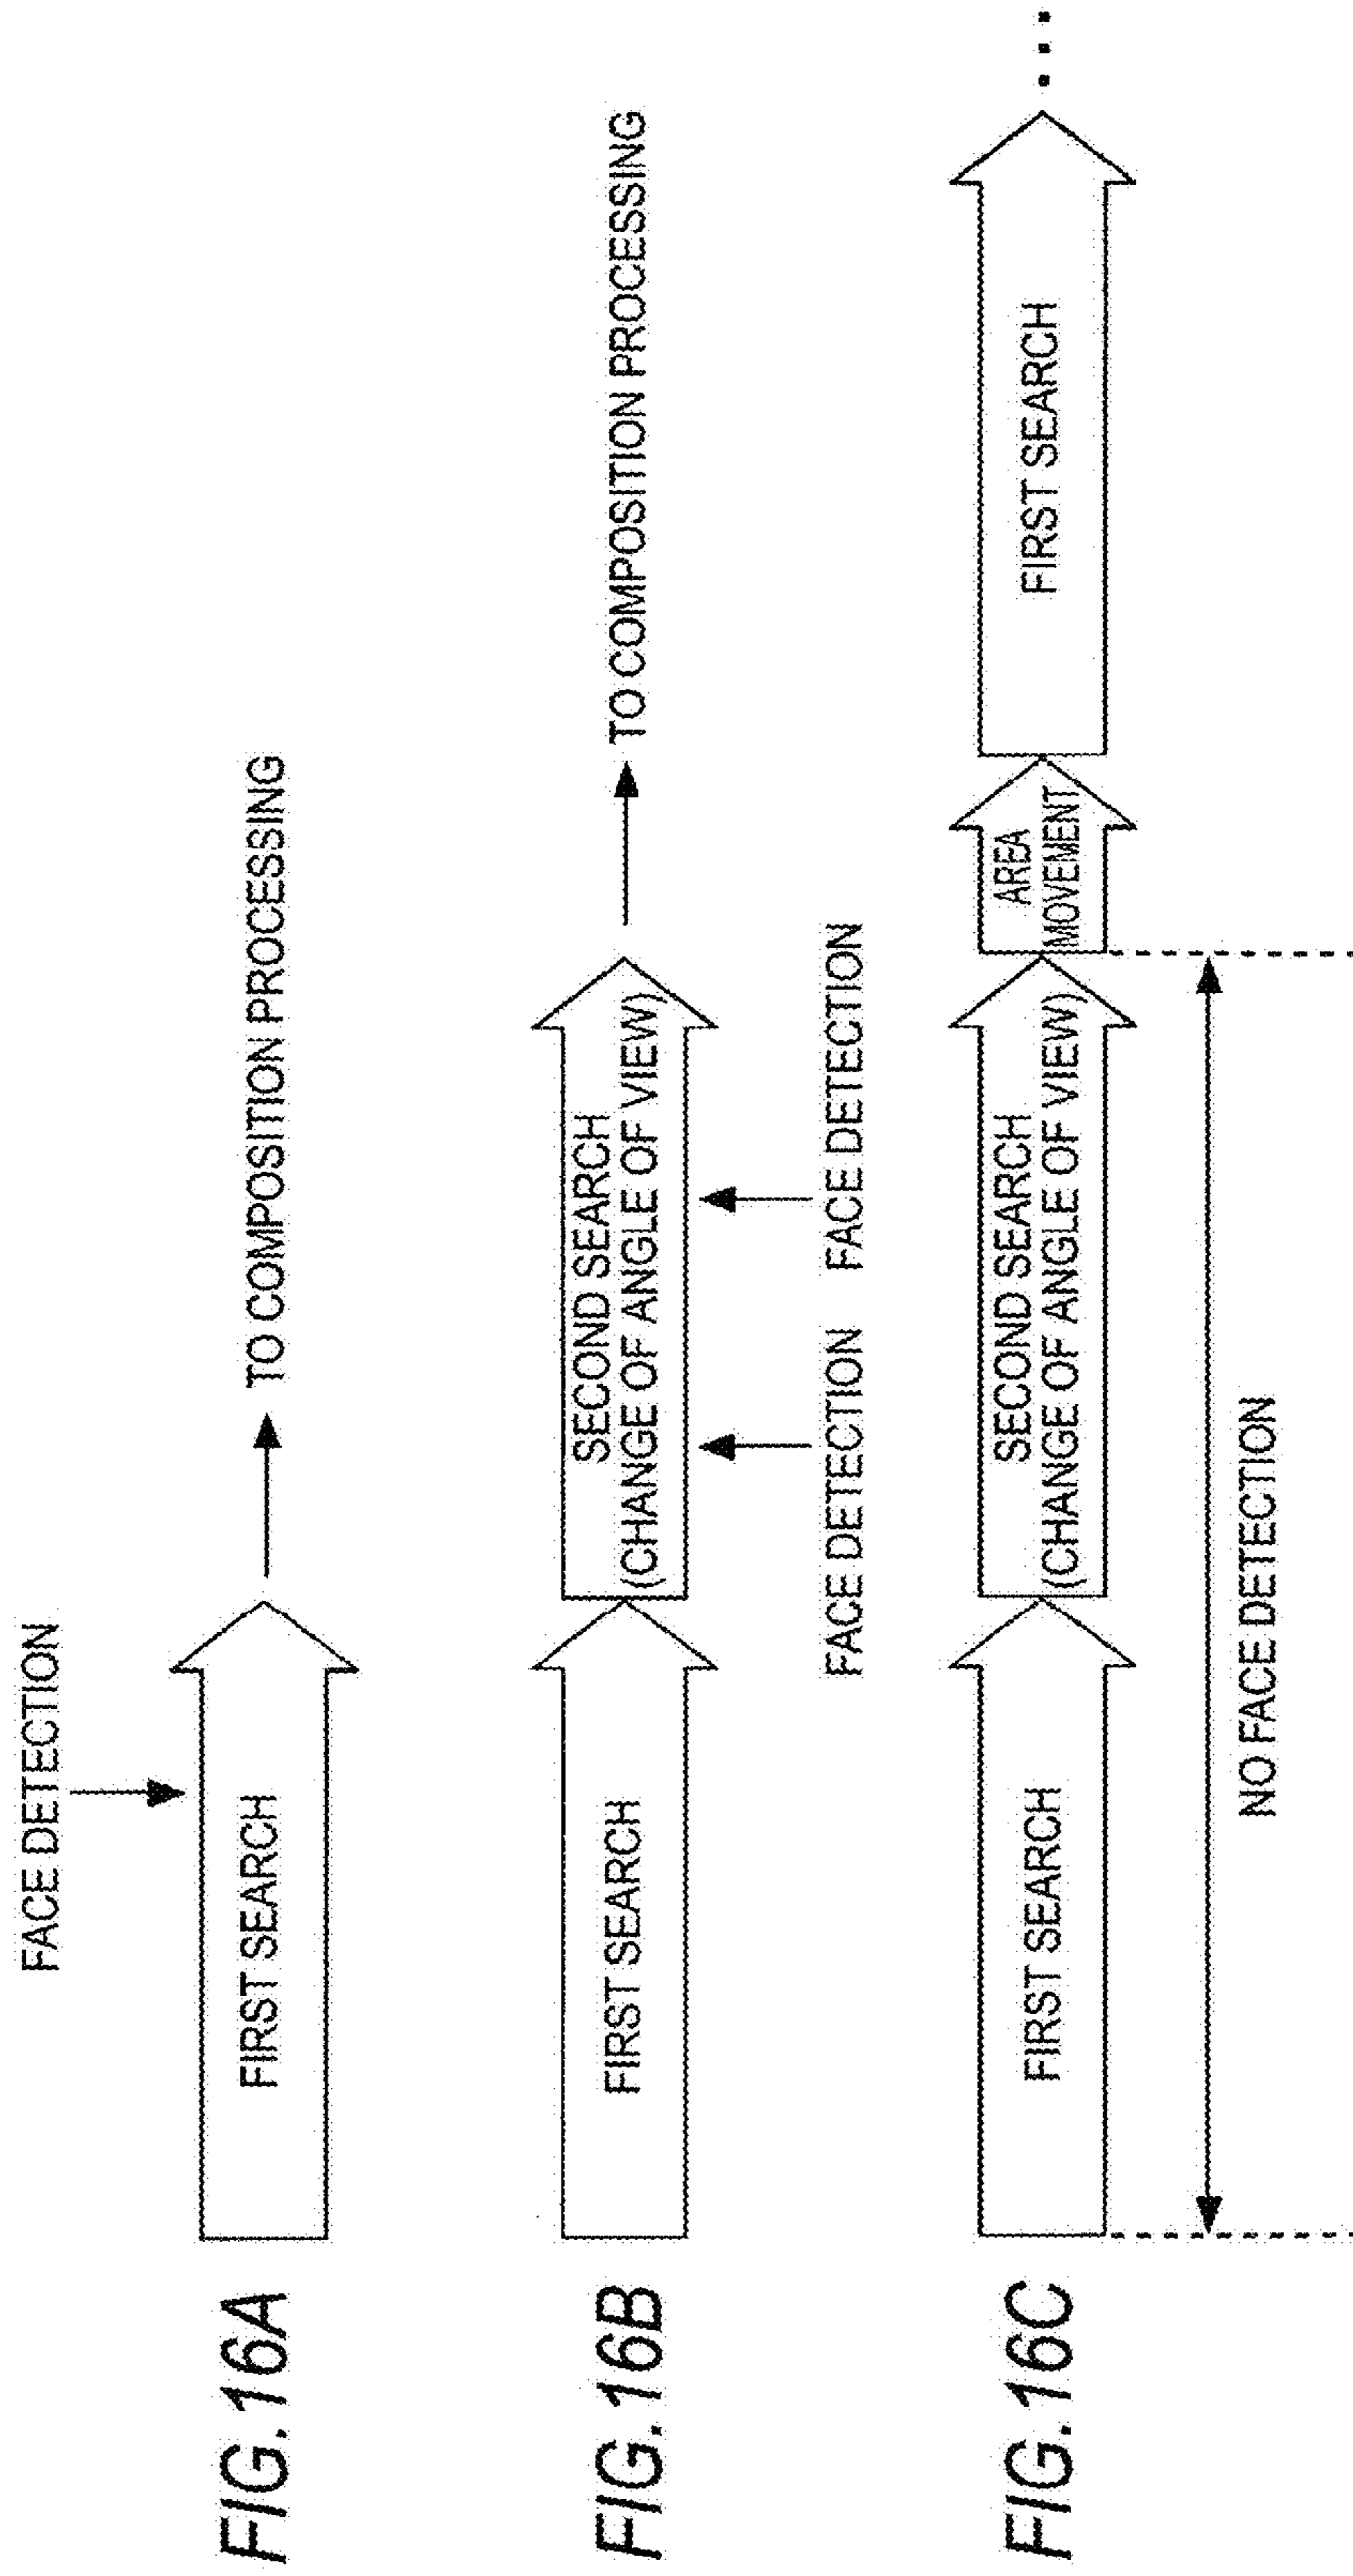 FIG. 16A
FACE DETECTION
FIRST SEARCH
TO COMPOSITION PROCESSING
FIG. 16B
FIRST SEARCH
SECOND SEARCH
(CHANGE OF ANGLE OF VIEW)
TO COMPOSITION PROCESSING
FACE DETECTION
FACE DETECTION
FIG. 16C
FIRST SEARCH
SECOND SEARCH
(CHANGE OF ANGLE OF VIEW)
AREA
MOVEMENT
FIRST SEARCH
...
NO FACE DETECTION